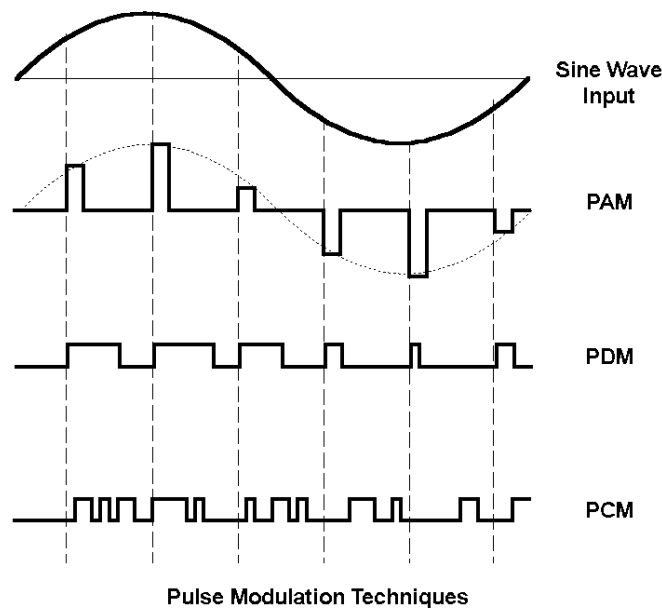 Sine Wave
Input
PAM
PDM
PCM
Pulse Modulation Techniques